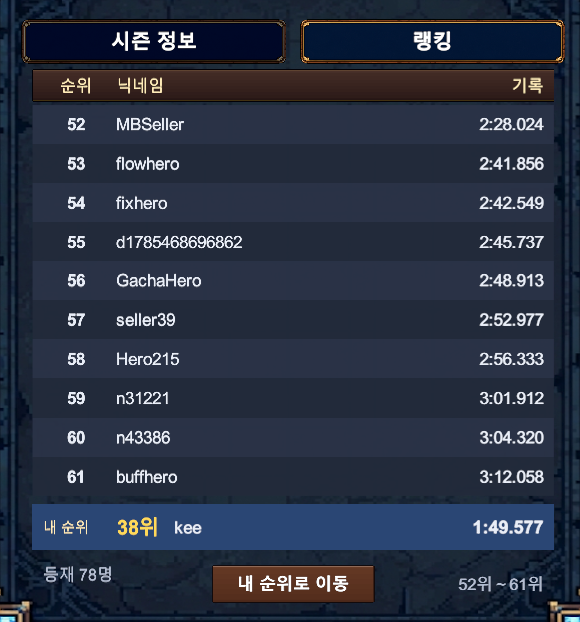 시즌 정보 랭킹
순위 닉네임 기록
52 MBSeller 2:28.024
53 flowhero 2:41.856
54 fixhero 2:42.549
55 d1785468696862 2:45.737
56 GachaHero 2:48.913
57 seller39 2:52.977
58 Hero215 2:56.333
59 n31221 3:01.912
60 n43386 3:04.320
61 buffhero 3:12.058
내 순위 38위 kee 1:49.577
등재 78명 내 순위로 이동 52위 ~ 61위